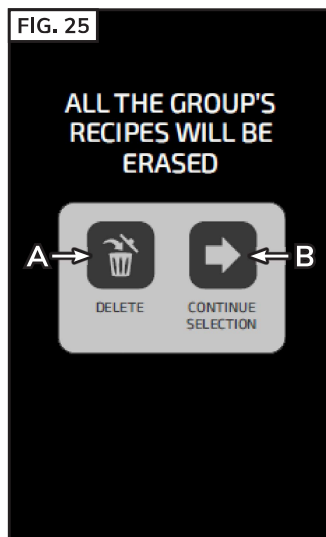 FIG. 25
ALL THE GROUP'S
RECIPES WILL BE
ERASED
A
B
DELETE
CONTINUE
SELECTION